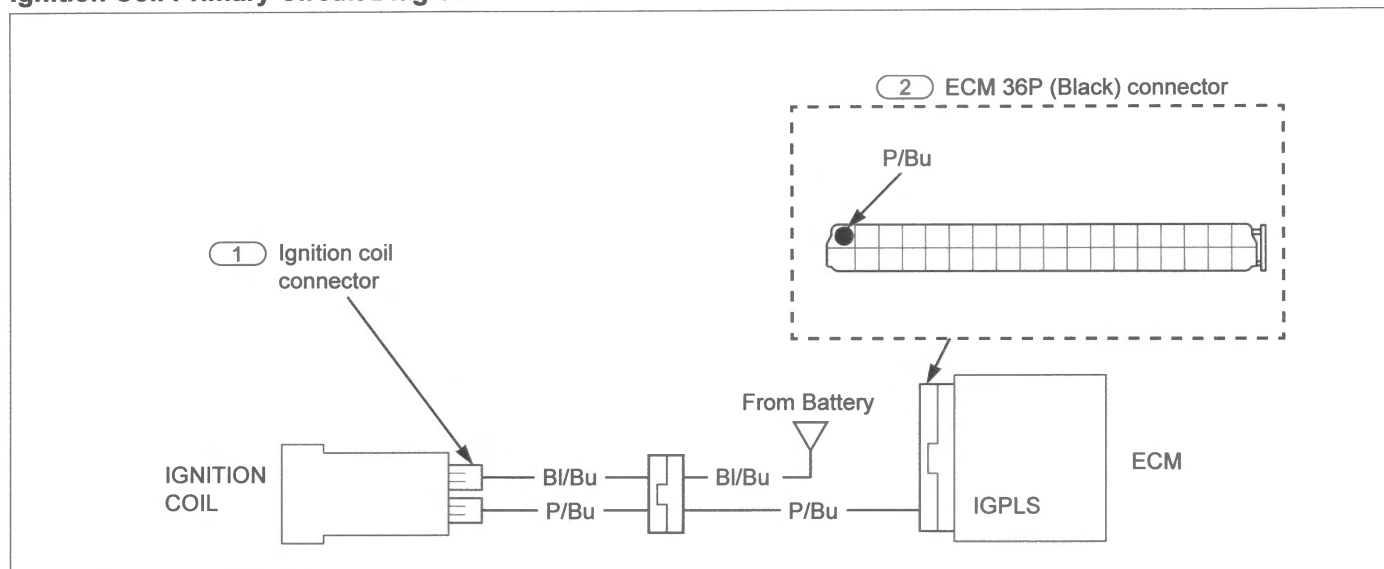 2 ECM 36P (Black) connector
P/Bu
1 Ignition coil
connector
From Battery
IGNITION
COIL
Bl/Bu
Bl/Bu
P/Bu
P/Bu
IGPLS
ECM